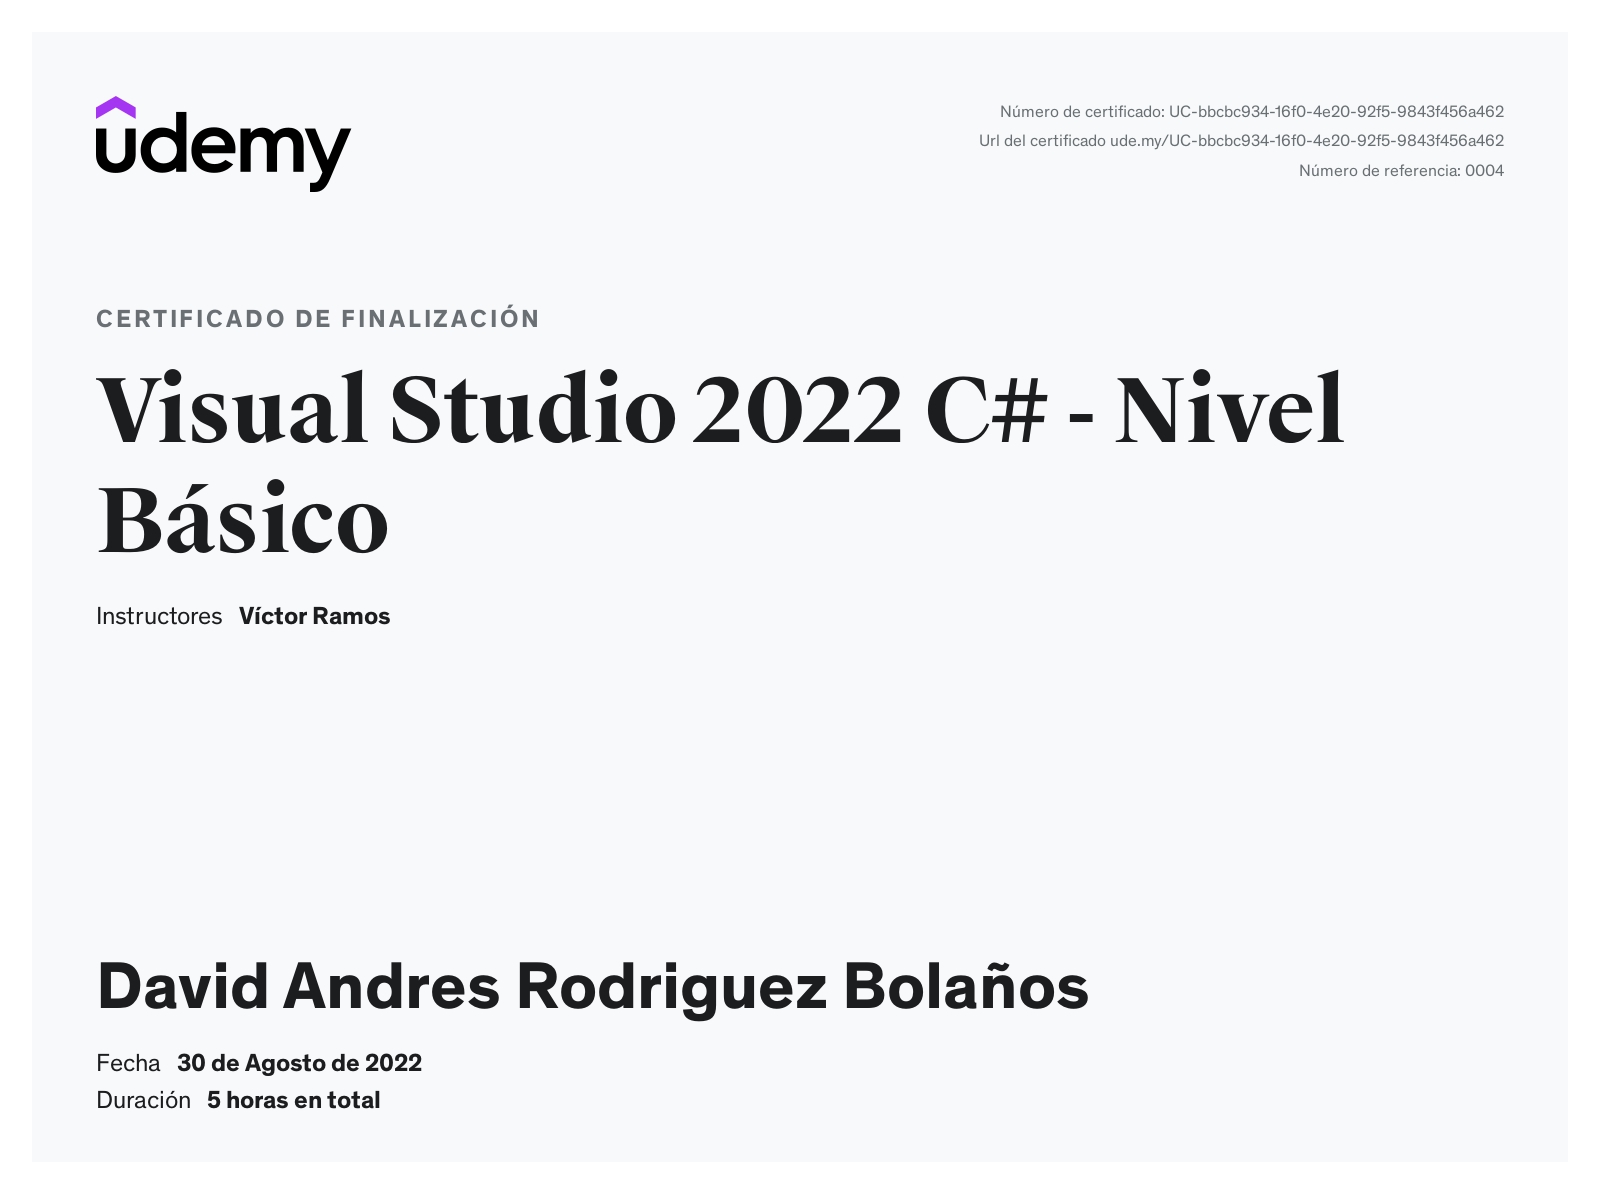 udemy
Número de certificado: UC-bbcbc934-16f0-4e20-92f5-9843f456a462
Url del certificado ude.my/UC-bbcbc934-16f0-4e20-92f5-9843f456a462
Número de referencia: 0004
CERTIFICADO DE FINALIZACIÓN
Visual Studio 2022 C# - Nivel
Básico
Instructores Víctor Ramos
David Andres Rodriguez Bolaños
Fecha 30 de Agosto de 2022
Duración 5 horas en total